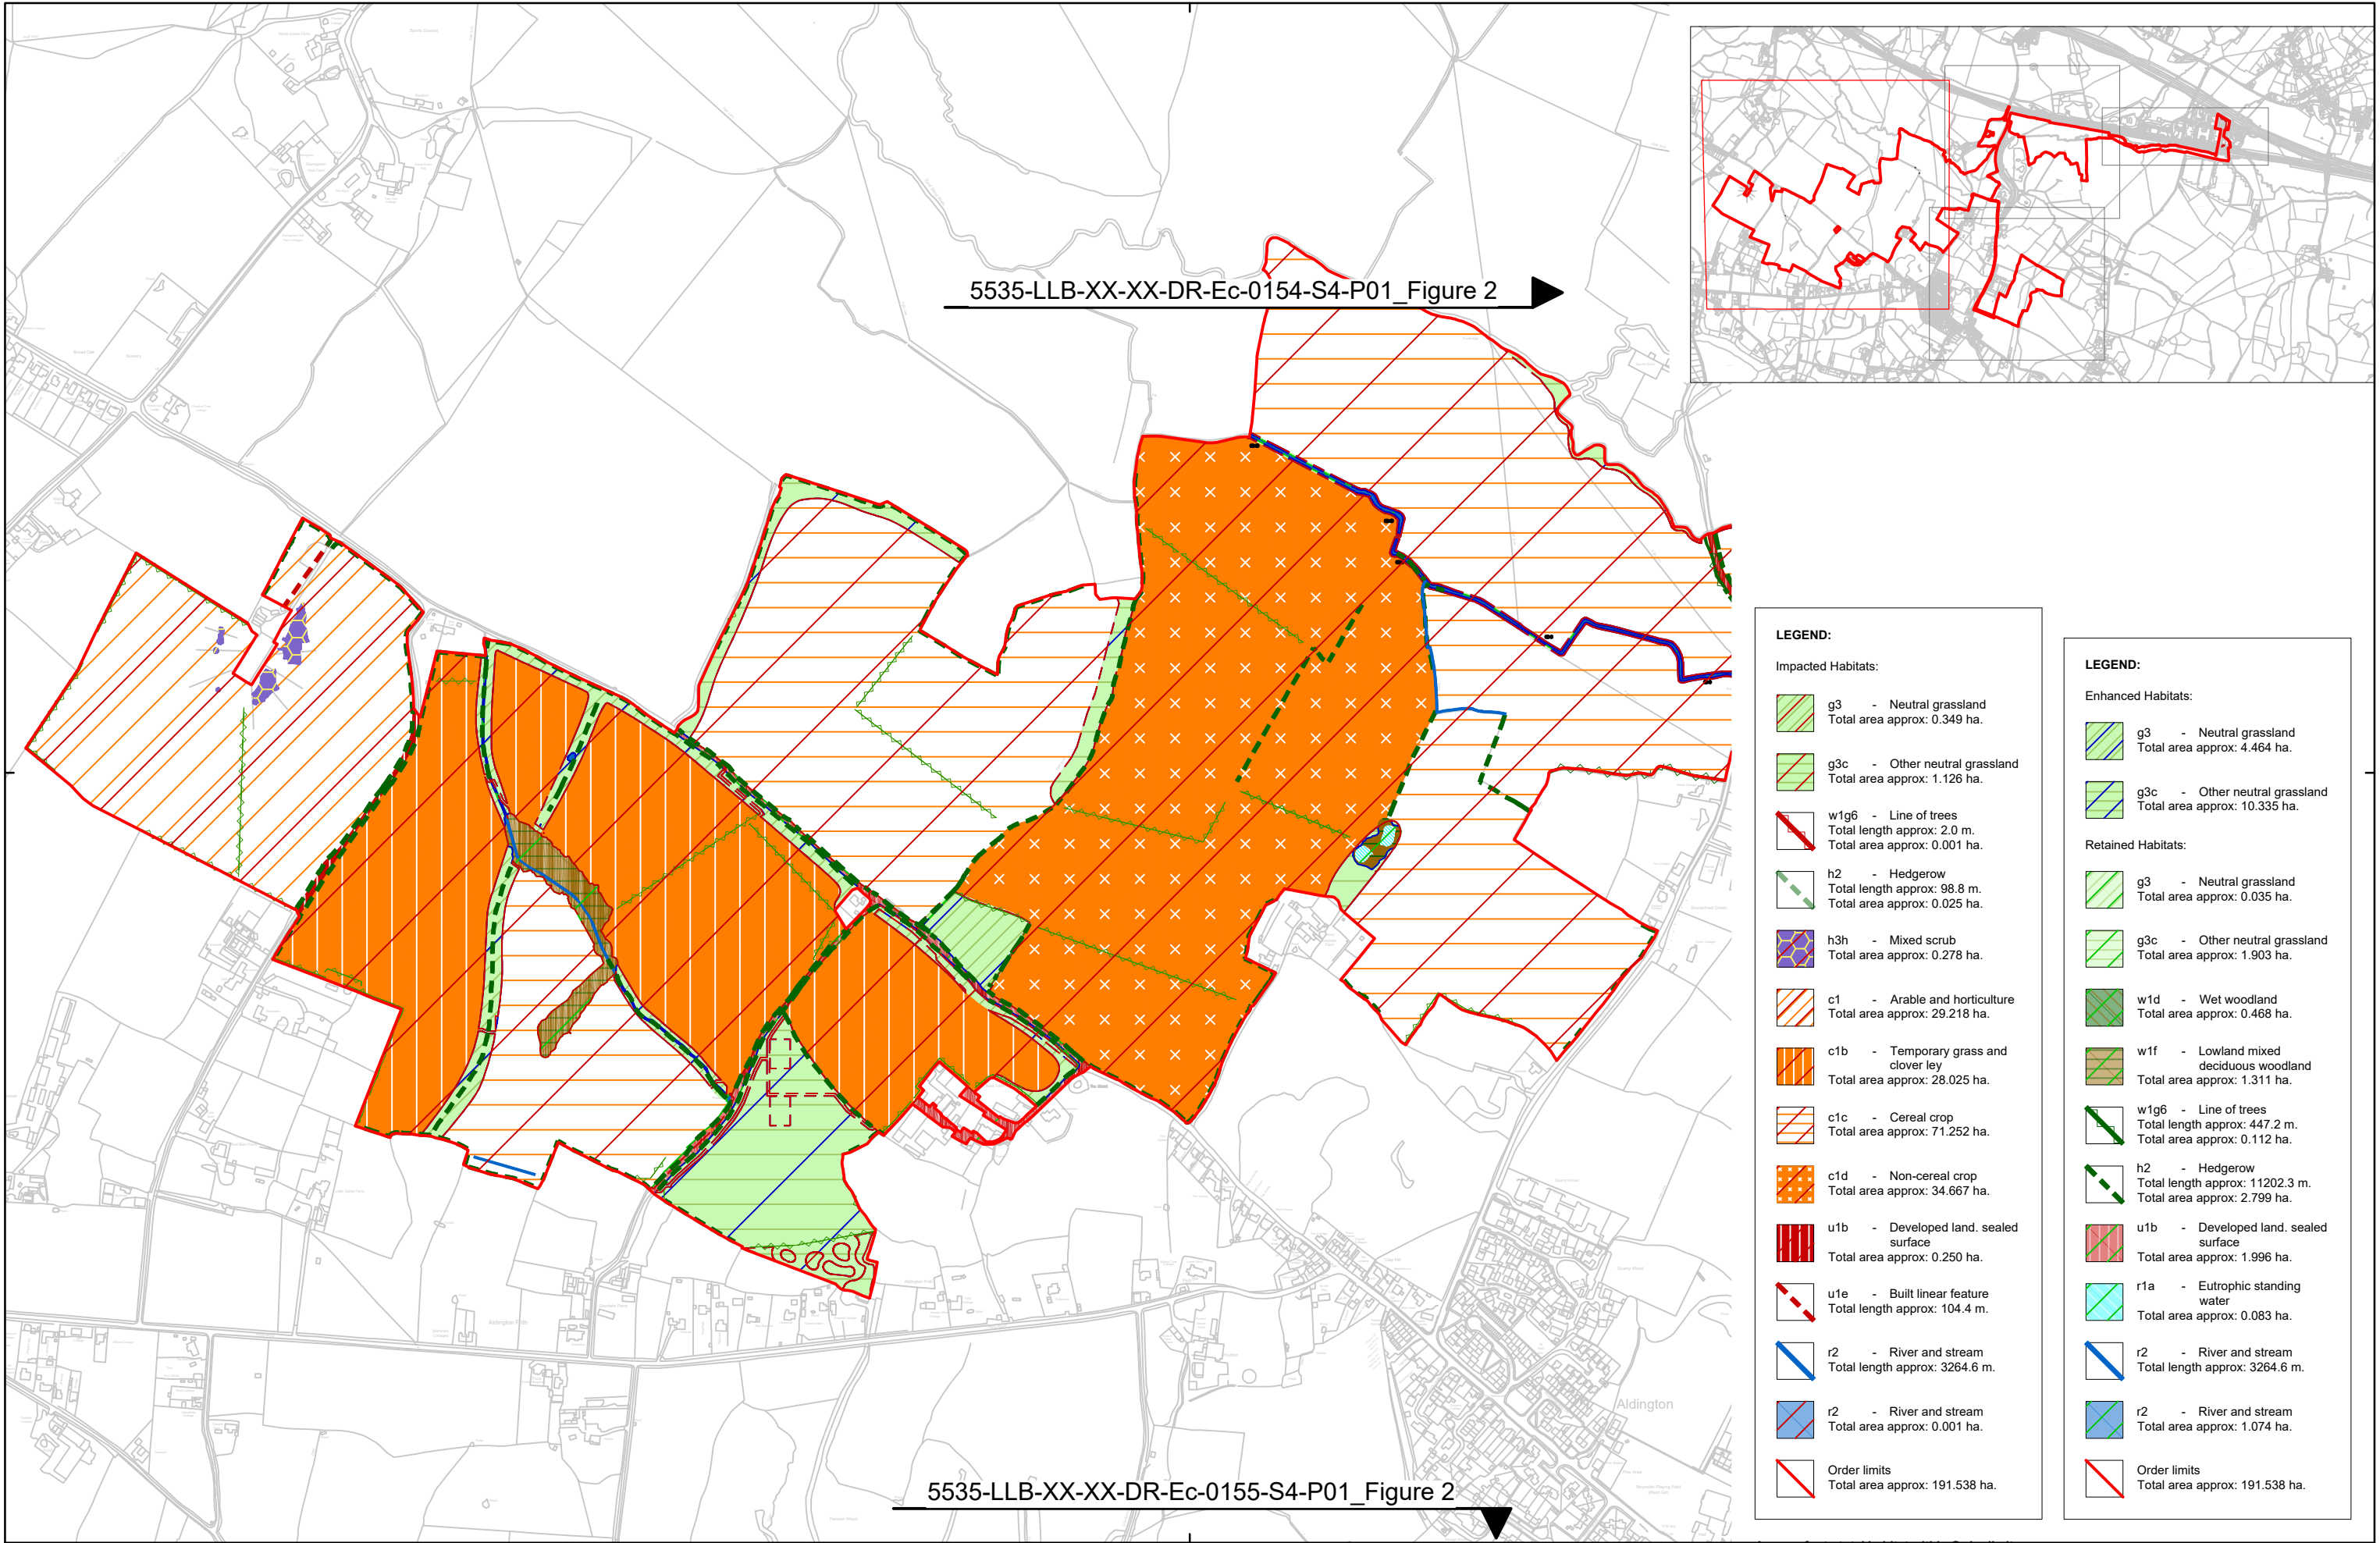 5535-LLB-XX-XX-DR-Ec-0154-S4-P01_Figure 2
5535-LLB-XX-XX-DR-Ec-0155-S4-P01_Figure 2
Aldington
Aldington Frith
LEGEND:
Impacted Habitats:
g3 - Neutral grassland
Total area approx: 0.349 ha.
g3c - Other neutral grassland
Total area approx: 1.126 ha.
w1g6 - Line of trees
Total length approx: 2.0 m.
Total area approx: 0.001 ha.
h2 - Hedgerow
Total length approx: 98.8 m.
Total area approx: 0.025 ha.
h3h - Mixed scrub
Total area approx: 0.278 ha.
c1 - Arable and horticulture
Total area approx: 29.218 ha.
c1b - Temporary grass and
clover ley
Total area approx: 28.025 ha.
c1c - Cereal crop
Total area approx: 71.252 ha.
c1d - Non-cereal crop
Total area approx: 34.667 ha.
u1b - Developed land. sealed
surface
Total area approx: 0.250 ha.
u1e - Built linear feature
Total length approx: 104.4 m.
r2 - River and stream
Total length approx: 3264.6 m.
r2 - River and stream
Total area approx: 0.001 ha.
Order limits
Total area approx: 191.538 ha.
LEGEND:
Enhanced Habitats:
g3 - Neutral grassland
Total area approx: 4.464 ha.
g3c - Other neutral grassland
Total area approx: 10.335 ha.
Retained Habitats:
g3 - Neutral grassland
Total area approx: 0.035 ha.
g3c - Other neutral grassland
Total area approx: 1.903 ha.
w1d - Wet woodland
Total area approx: 0.468 ha.
w1f - Lowland mixed
deciduous woodland
Total area approx: 1.311 ha.
w1g6 - Line of trees
Total length approx: 447.2 m.
Total area approx: 0.112 ha.
h2 - Hedgerow
Total length approx: 11202.3 m.
Total area approx: 2.799 ha.
u1b - Developed land. sealed
surface
Total area approx: 1.996 ha.
r1a - Eutrophic standing
water
Total area approx: 0.083 ha.
r2 - River and stream
Total length approx: 3264.6 m.
r2 - River and stream
Total area approx: 1.074 ha.
Order limits
Total area approx: 191.538 ha.